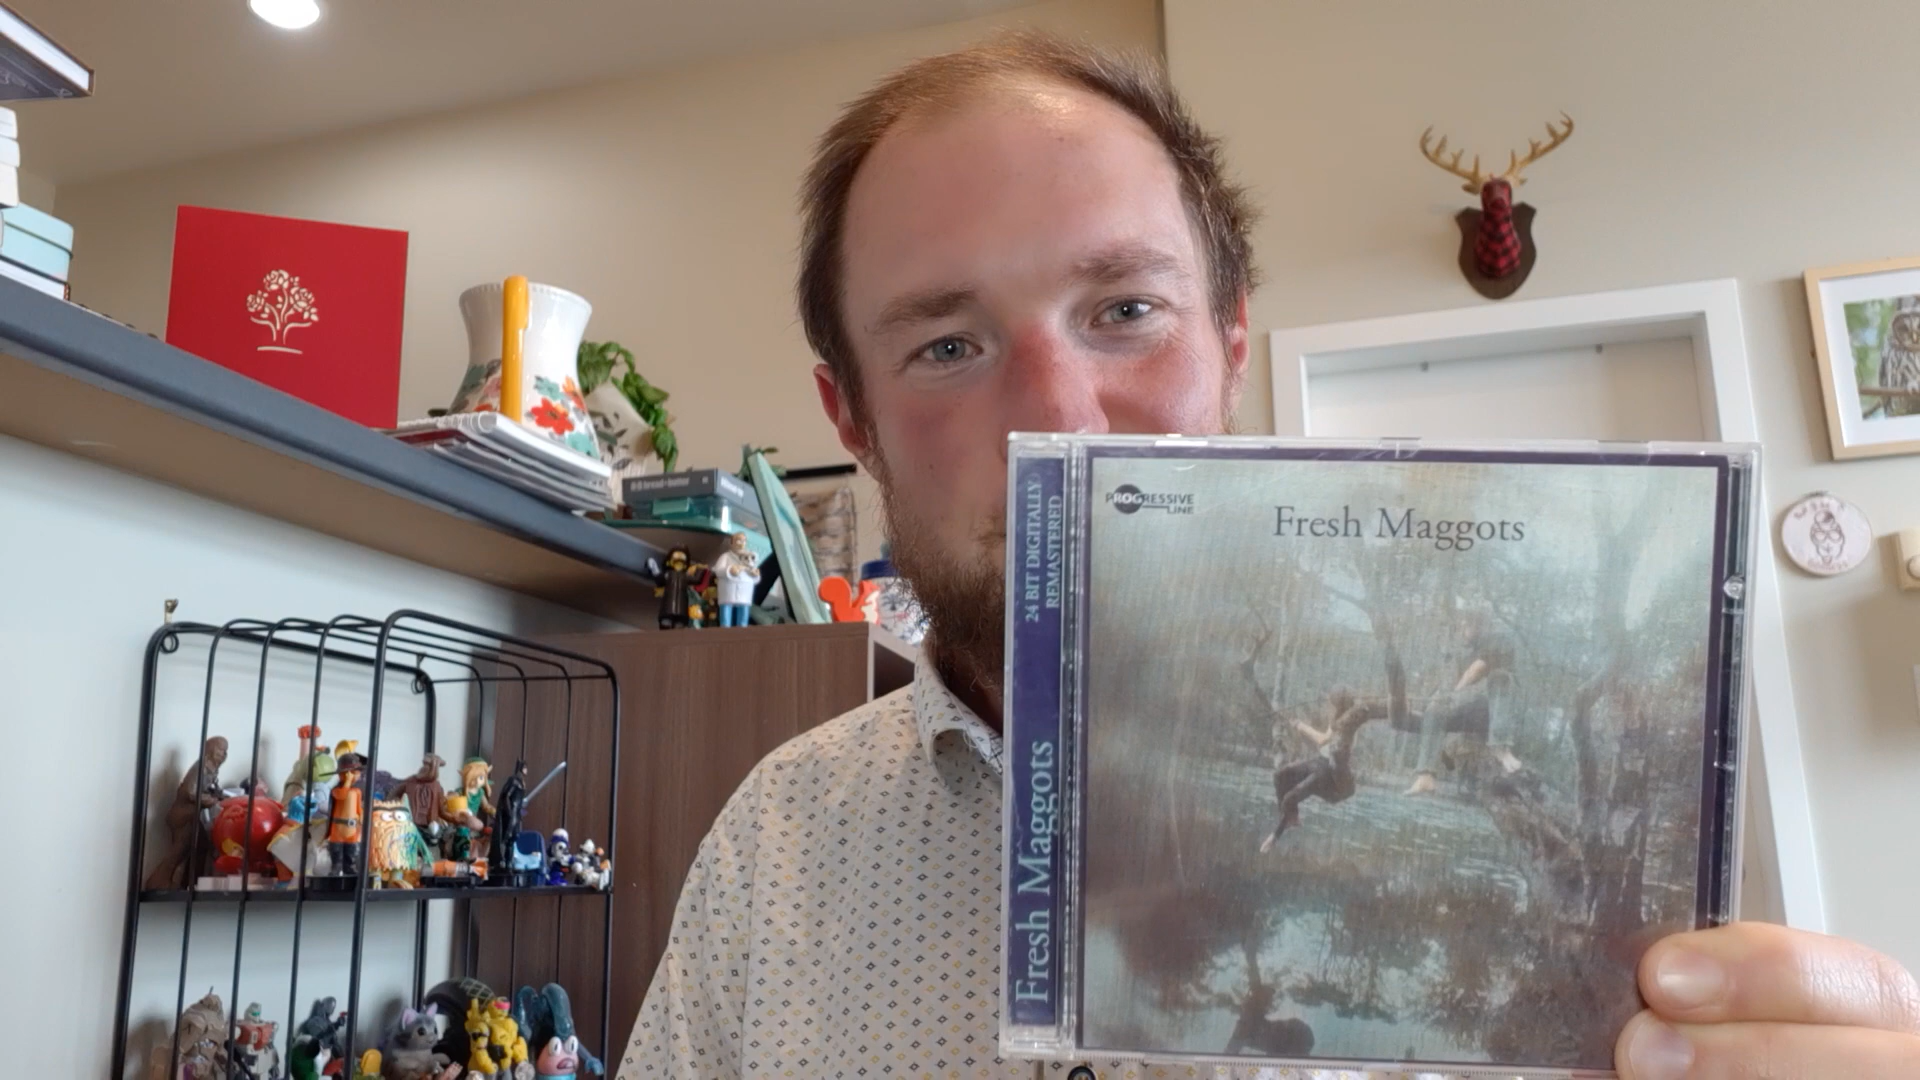 PROGRESSIVE
LINE
Fresh Maggots
24 BIT DIGITALLY
REMASTERED
Fresh Maggots